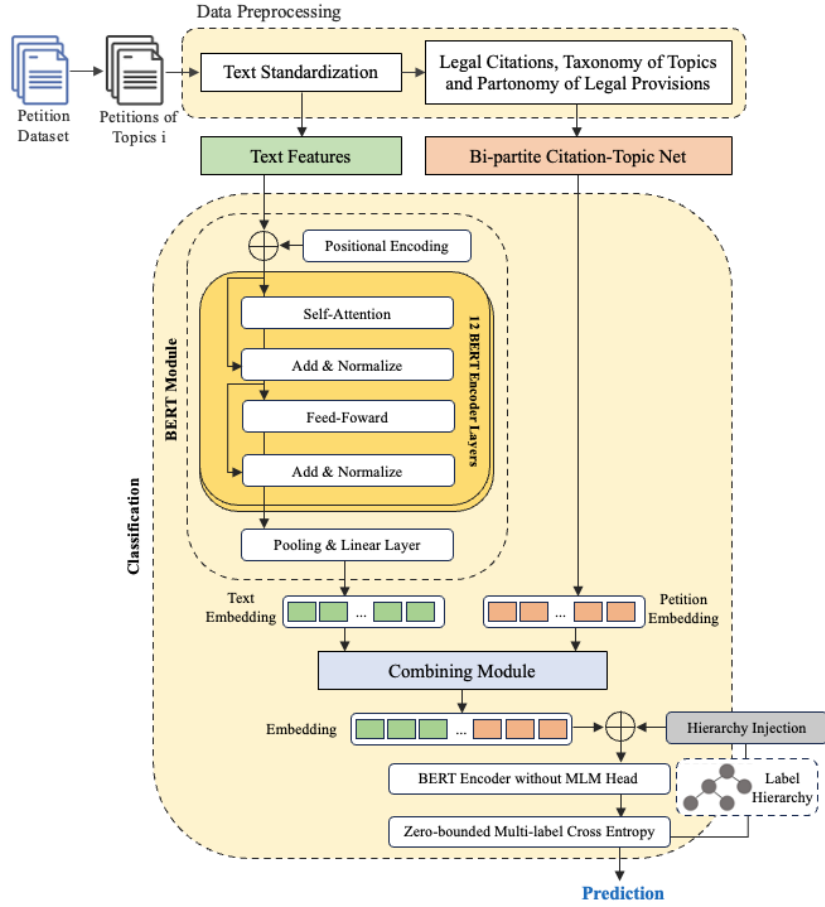 Data Preprocessing
Petition
Dataset
Petitions of
Topics i
Text Standardization
Legal Citations, Taxonomy of Topics
and Partonomy of Legal Provisions
Text Features
Bi-partite Citation-Topic Net
Classification
BERT Module
Positional Encoding
12 BERT Encoder Layers
Self-Attention
Add & Normalize
Feed-Foward
Add & Normalize
Pooling & Linear Layer
Text
Embedding
...
...
Petition
Embedding
Combining Module
Embedding
...
Hierarchy Injection
BERT Encoder without MLM Head
Label
Hierarchy
Zero-bounded Multi-label Cross Entropy
Prediction